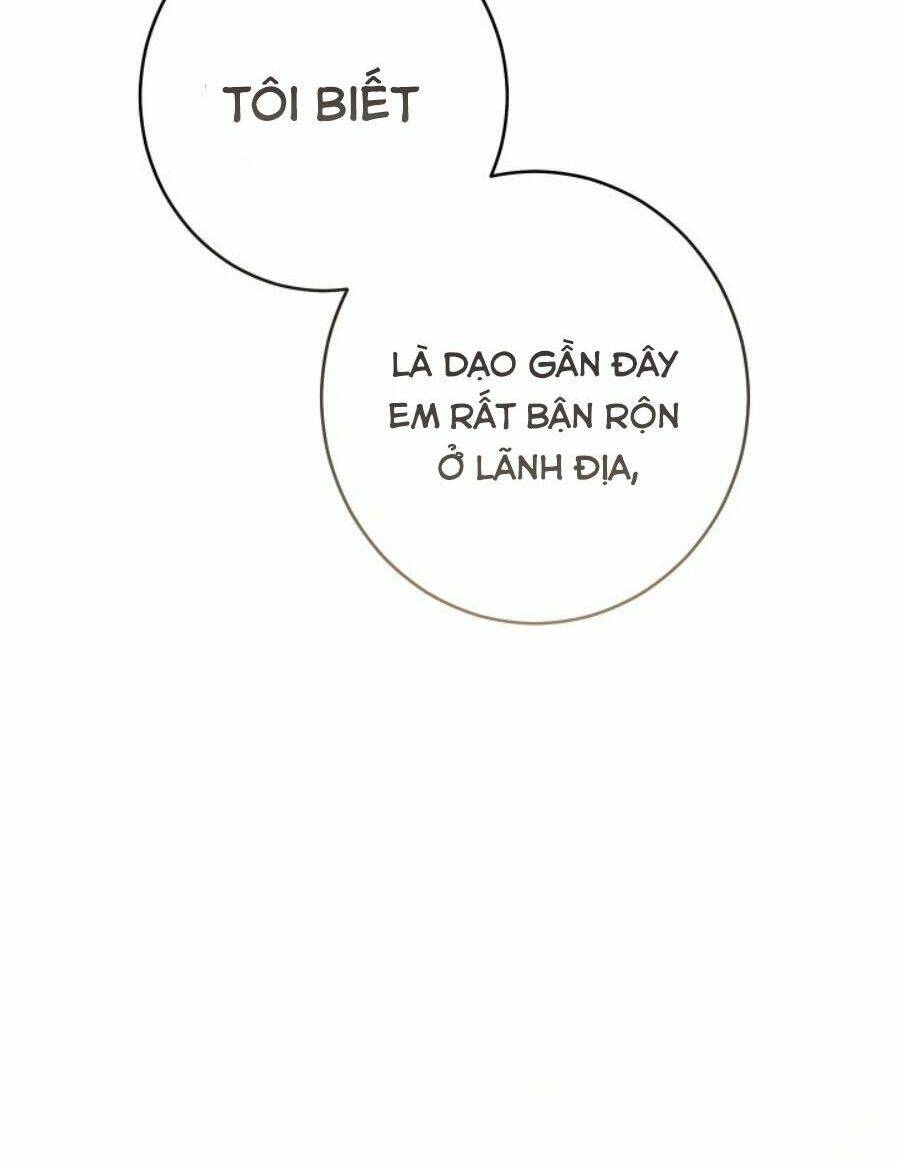 TÔI BIẾT
LÀ DẠO GẦN ĐÂY
EM RẤT BẬN RỘN
Ở LÃNH ĐỊA,